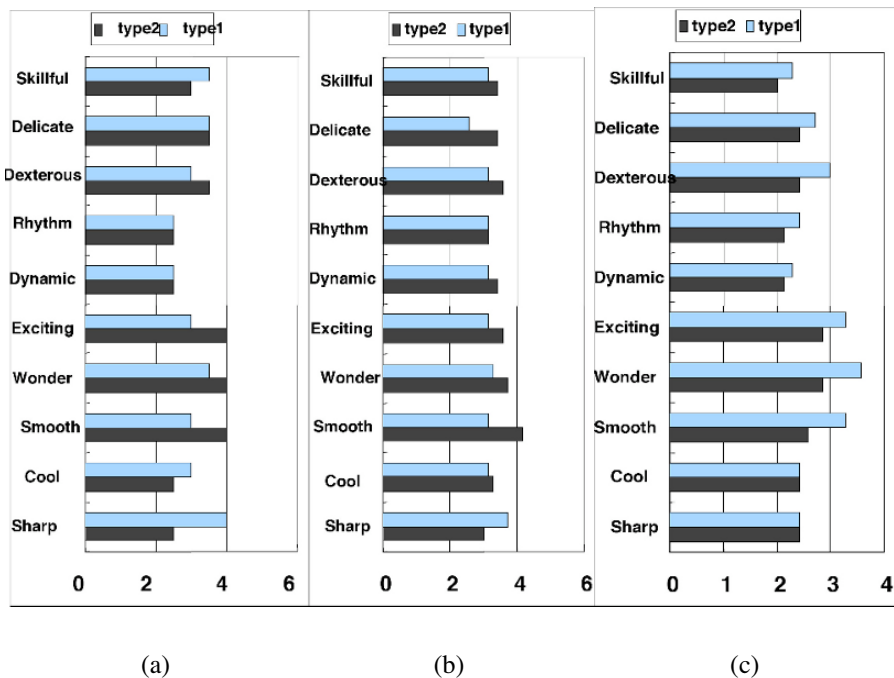 type2 type1
Skillful
Delicate
Dexterous
Rhythm
Dynamic
Exciting
Wonder
Smooth
Cool
Sharp
0 2 4 6
(a)
type2 type1
Skillful
Delicate
Dexterous
Rhythm
Dynamic
Exciting
Wonder
Smooth
Cool
Sharp
0 2 4 6
(b)
type2 type1
Skillful
Delicate
Dexterous
Rhythm
Dynamic
Exciting
Wonder
Smooth
Cool
Sharp
0 1 2 3 4
(c)